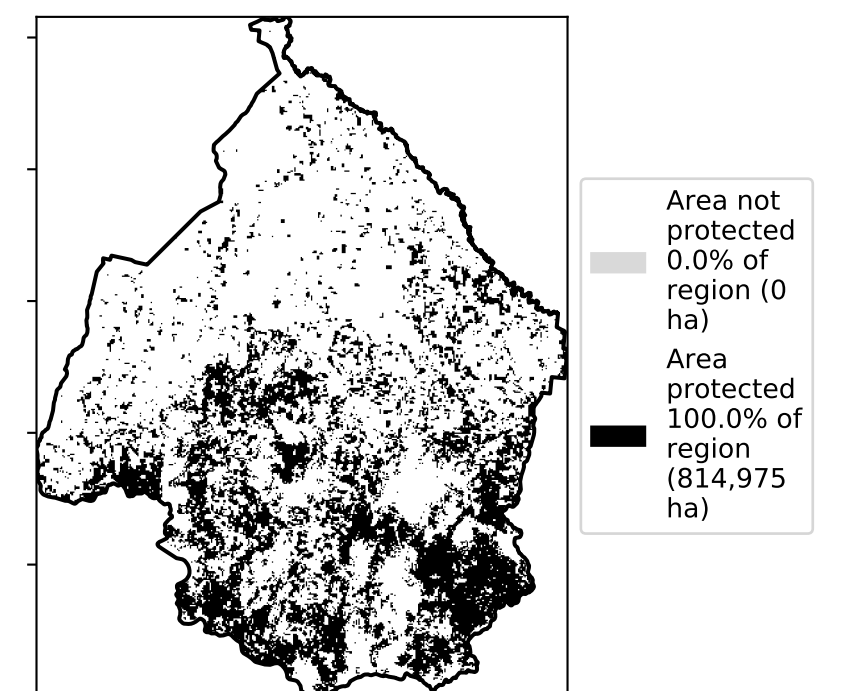 Area not
protected
0.0% of
region (0
ha)
Area
protected
100.0% of
region
(814,975
ha)